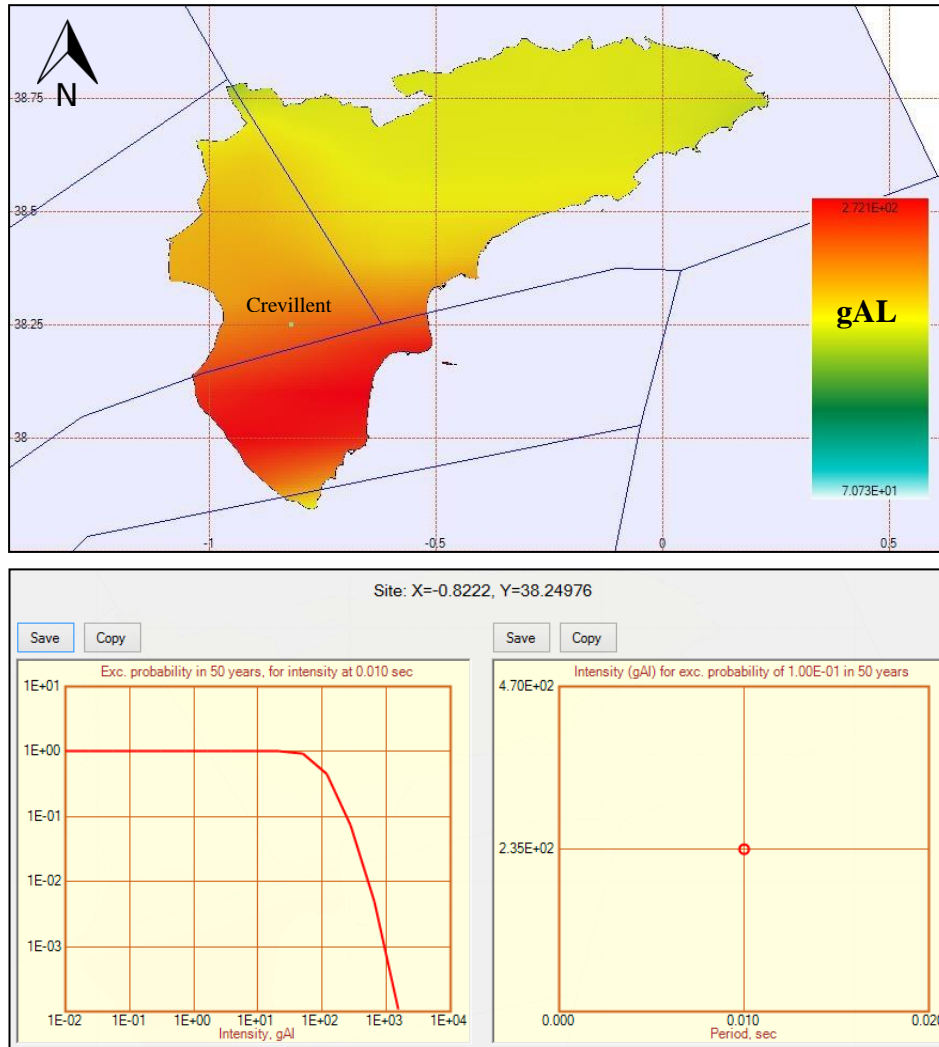 N
38.75
38.5
38.25
38
-1
-0.5
0
0.5
Crevillent
2.721E+02
gAL
7.073E+01
Site: X=-0.8222, Y=38.24976
Save Copy
Exc. probability in 50 years, for intensity at 0.010 sec
1E+01
1E+00
1E-01
1E-02
1E-03
1E-02 1E-01 1E+00 1E+01 1E+02 1E+03 1E+04
Intensity, gAl
Save Copy
Intensity (gAl) for exc. probability of 1.00E-01 in 50 years
4.70E+02
2.35E+02
0.000 0.010 0.020
Period, sec